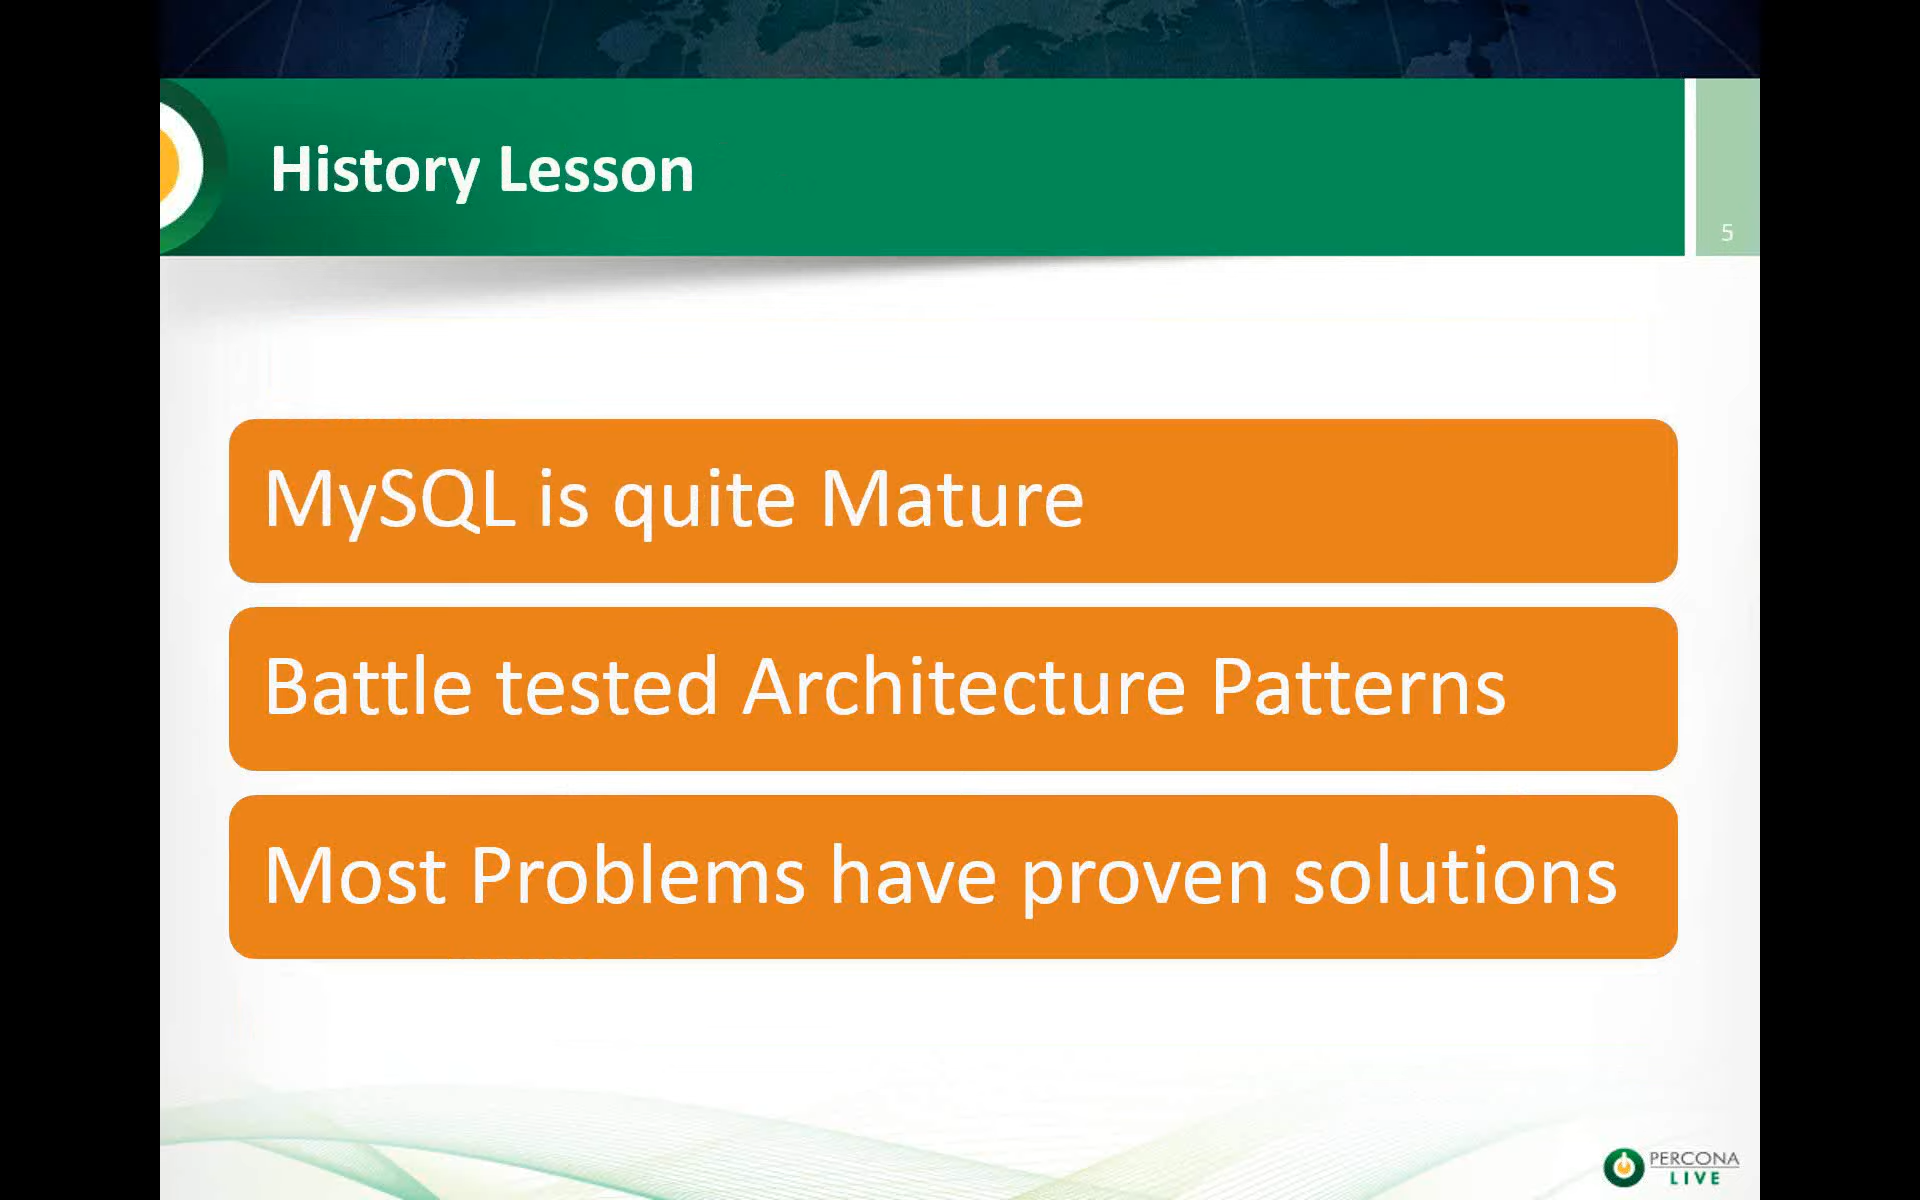 History Lesson
5
MySQL is quite Mature
Battle tested Architecture Patterns
Most Problems have proven solutions
PERCONA
LIVE